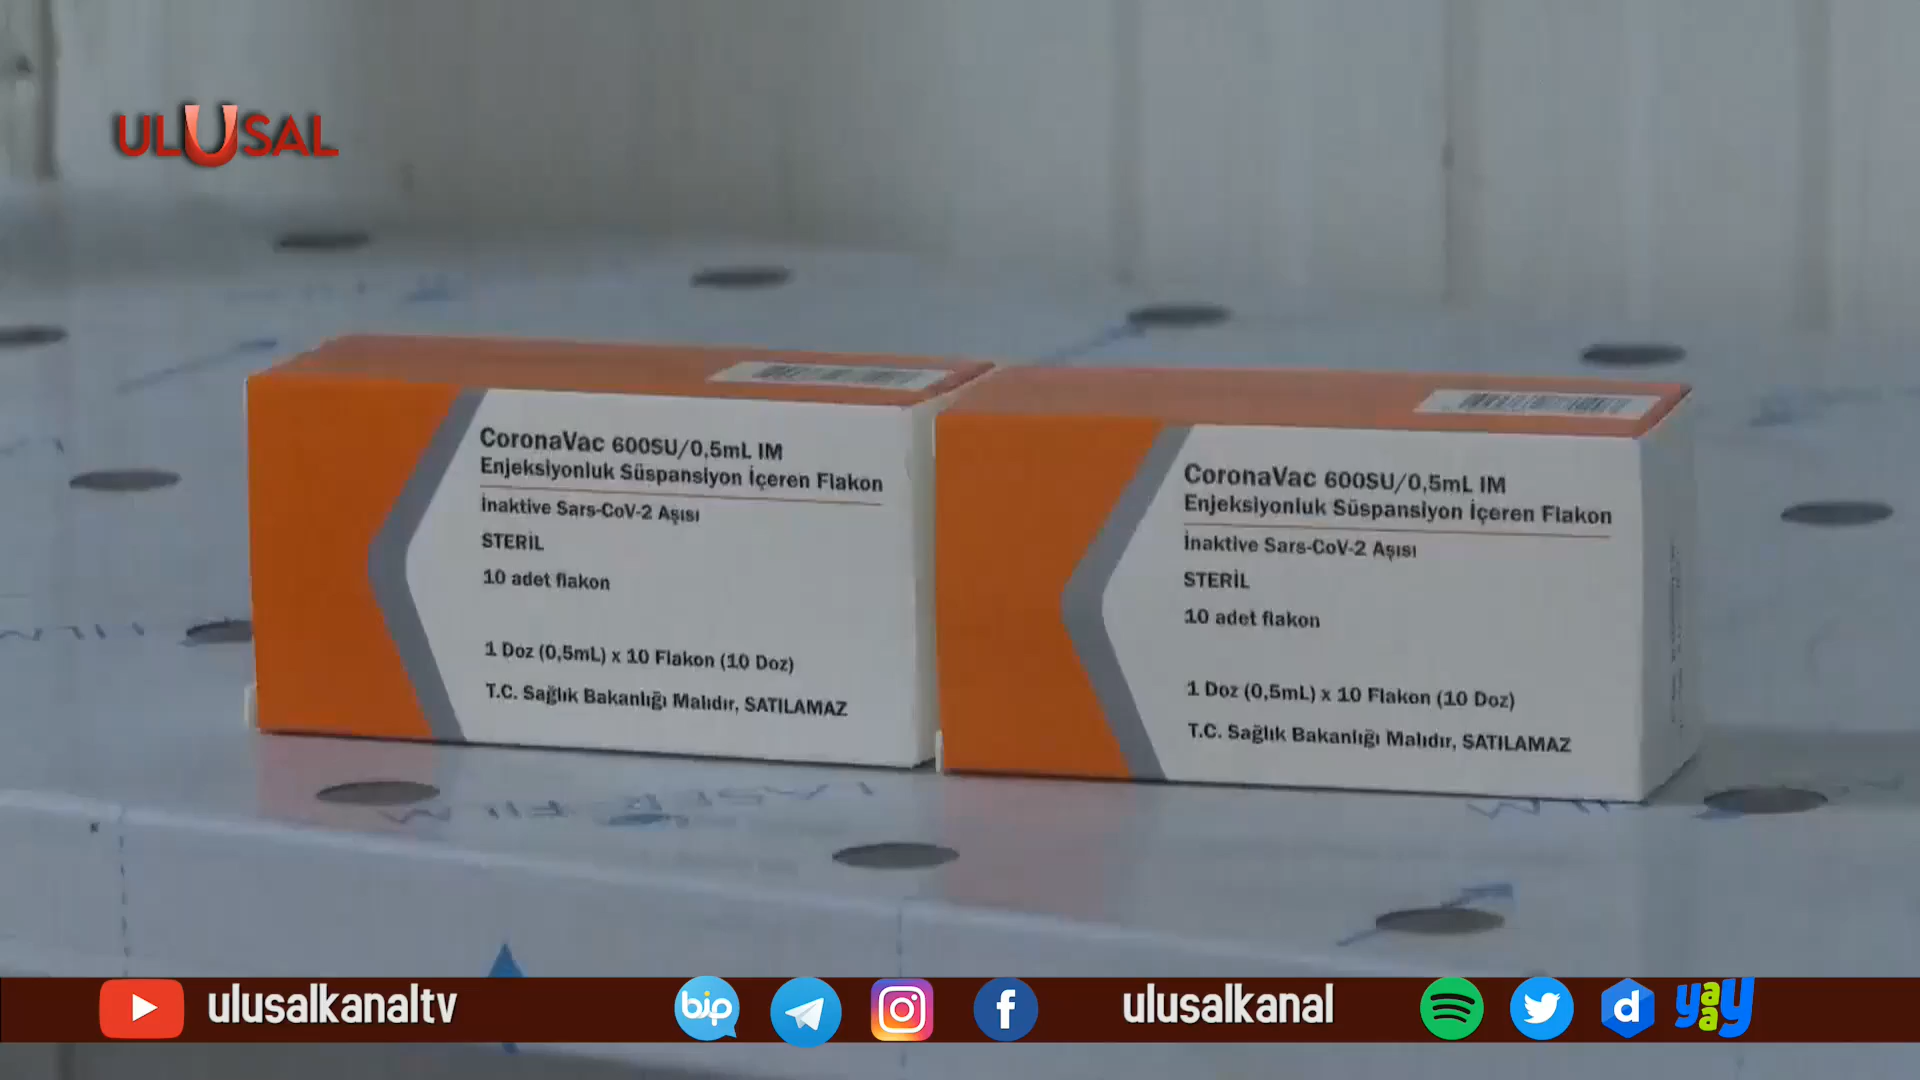 ULUSAL
CoronaVac 600SU/0,5mL IM
Enjeksiyonluk Süspansiyon İçeren Flakon
İnaktive Sars-CoV-2 Aşısı
STERİL
10 adet flakon
1 Doz (0,5mL) x 10 Flakon (10 Doz)
T.C. Sağlık Bakanlığı Malıdır, SATILAMAZ
CoronaVac 600SU/0,5mL IM
Enjeksiyonluk Süspansiyon İçeren Flakon
İnaktive Sars-CoV-2 Aşısı
STERİL
10 adet flakon
1 Doz (0,5mL) x 10 Flakon (10 Doz)
T.C. Sağlık Bakanlığı Malıdır, SATILAMAZ
ulusalkanaltv
bip
ulusalkanal
d
yaay